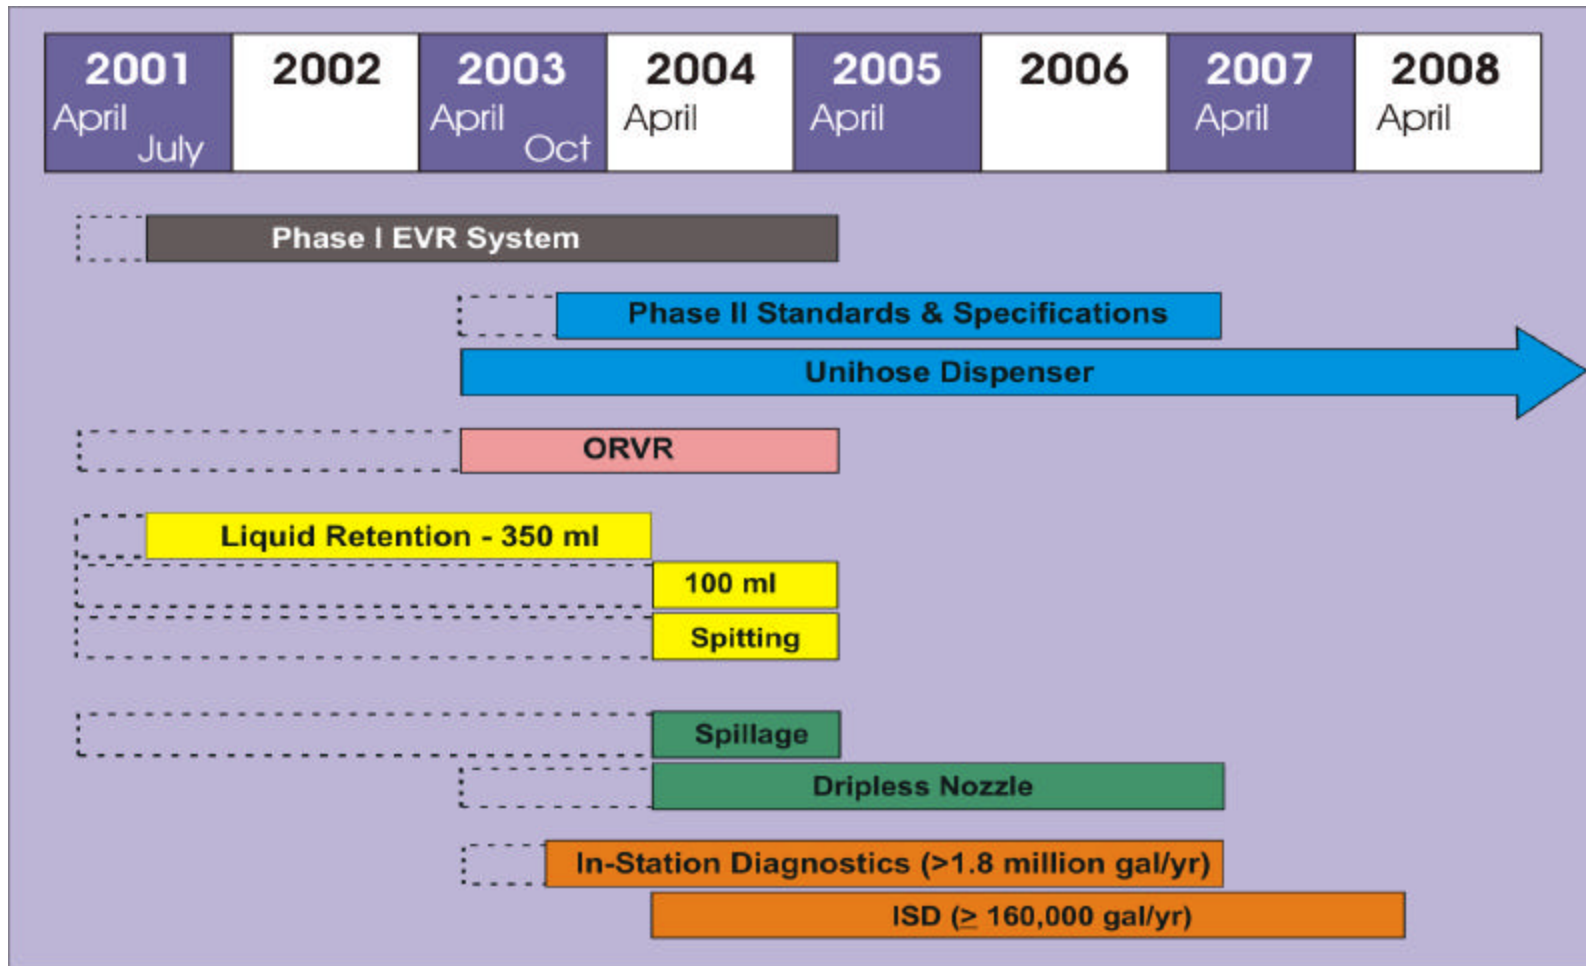 2001 2002 2003 2004 2005 2006 2007 2008
April April April April April April
July Oct
Phase I EVR System
Phase II Standards & Specifications
Unihose Dispenser
ORVR
Liquid Retention - 350 ml
100 ml
Spitting
Spillage
Dripless Nozzle
In-Station Diagnostics (>1.8 million gal/yr)
ISD (≥ 160,000 gal/yr)